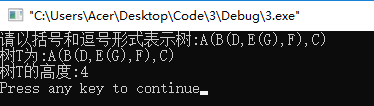 "C:\Users\Acer\Desktop\Code\3\Debug\3.exe"
请以括号和逗号形式表示树:A(B(D,E(G),F),C)
树T为:A(B(D,E(G),F),C)
树T的高度:4
Press any key to continue